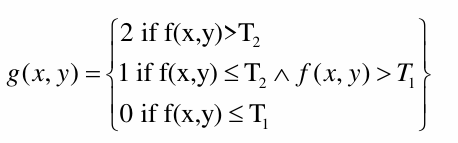 2 if f(x,y)>T₂
g(x, y) = { 1 if f(x,y) ≤ T₂ ∧ f(x, y) > T₁ }
0 if f(x,y) ≤ T₁